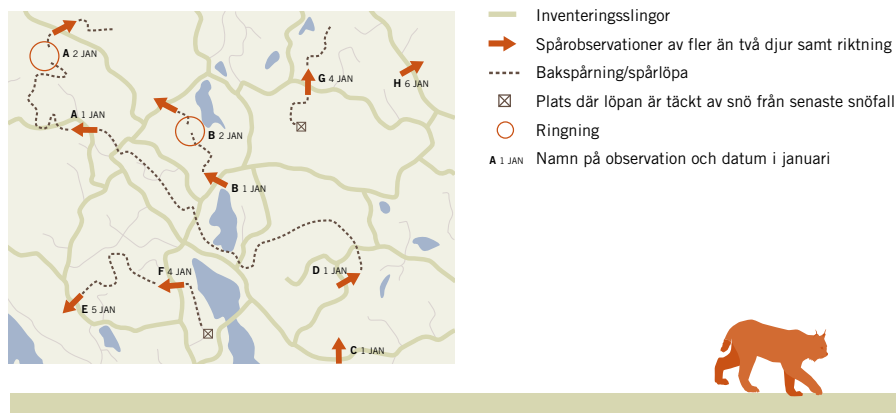 A 2 JAN
G 4 JAN
H 6 JAN
A 1 JAN
B 2 JAN
B 1 JAN
F 4 JAN
D 1 JAN
E 5 JAN
C 1 JAN
Inventeringsslingor
Spårobservationer av fler än två djur samt riktning
Bakspårning/spårlöpa
Plats där löpan är täckt av snö från senaste snöfall
Ringning
A 1 JAN Namn på observation och datum i januari